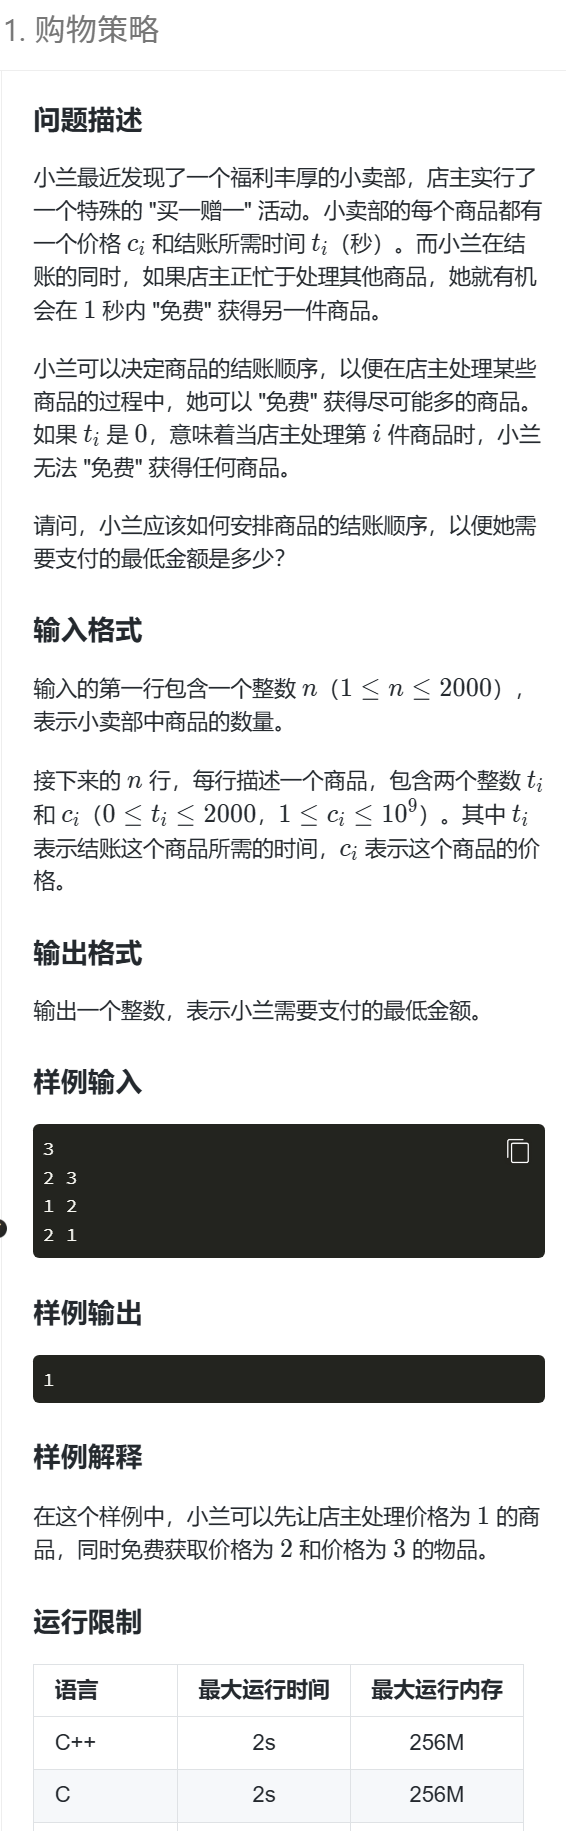 1. 购物策略
问题描述
小兰最近发现了一个福利丰厚的小卖部，店主实行了
一个特殊的 "买一赠一" 活动。小卖部的每个商品都有
一个价格 c_i 和结账所需时间 t_i（秒）。而小兰在结
账的同时，如果店主正忙于处理其他商品，她就有机
会在 1 秒内 "免费" 获得另一件商品。
小兰可以决定商品的结账顺序，以便在店主处理某些
商品的过程中，她可以 "免费" 获得尽可能多的商品。
如果 t_i 是 0，意味着当店主处理第 i 件商品时，小兰
无法 "免费" 获得任何商品。
请问，小兰应该如何安排商品的结账顺序，以便她需
要支付的最低金额是多少？
输入格式
输入的第一行包含一个整数 n（1 ≤ n ≤ 2000），
表示小卖部中商品的数量。
接下来的 n 行，每行描述一个商品，包含两个整数 t_i
和 c_i（0 ≤ t_i ≤ 2000，1 ≤ c_i ≤ 10^9）。其中 t_i
表示结账这个商品所需的时间，c_i 表示这个商品的价
格。
输出格式
输出一个整数，表示小兰需要支付的最低金额。
样例输入
3
2 3
1 2
2 1
样例输出
1
样例解释
在这个样例中，小兰可以先让店主处理价格为 1 的商
品，同时免费获取价格为 2 和价格为 3 的物品。
运行限制
语言 最大运行时间 最大运行内存
C++ 2s 256M
C 2s 256M